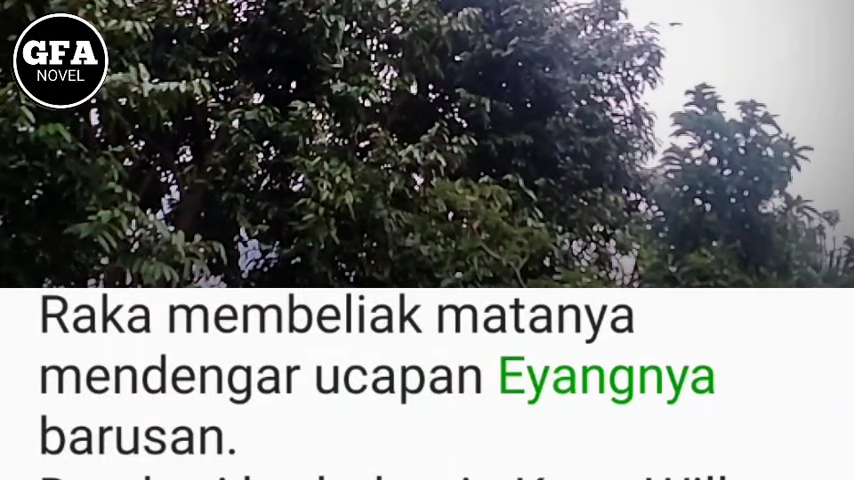 GFA
NOVEL
Raka membeliak matanya
mendengar ucapan Eyangnya
barusan.